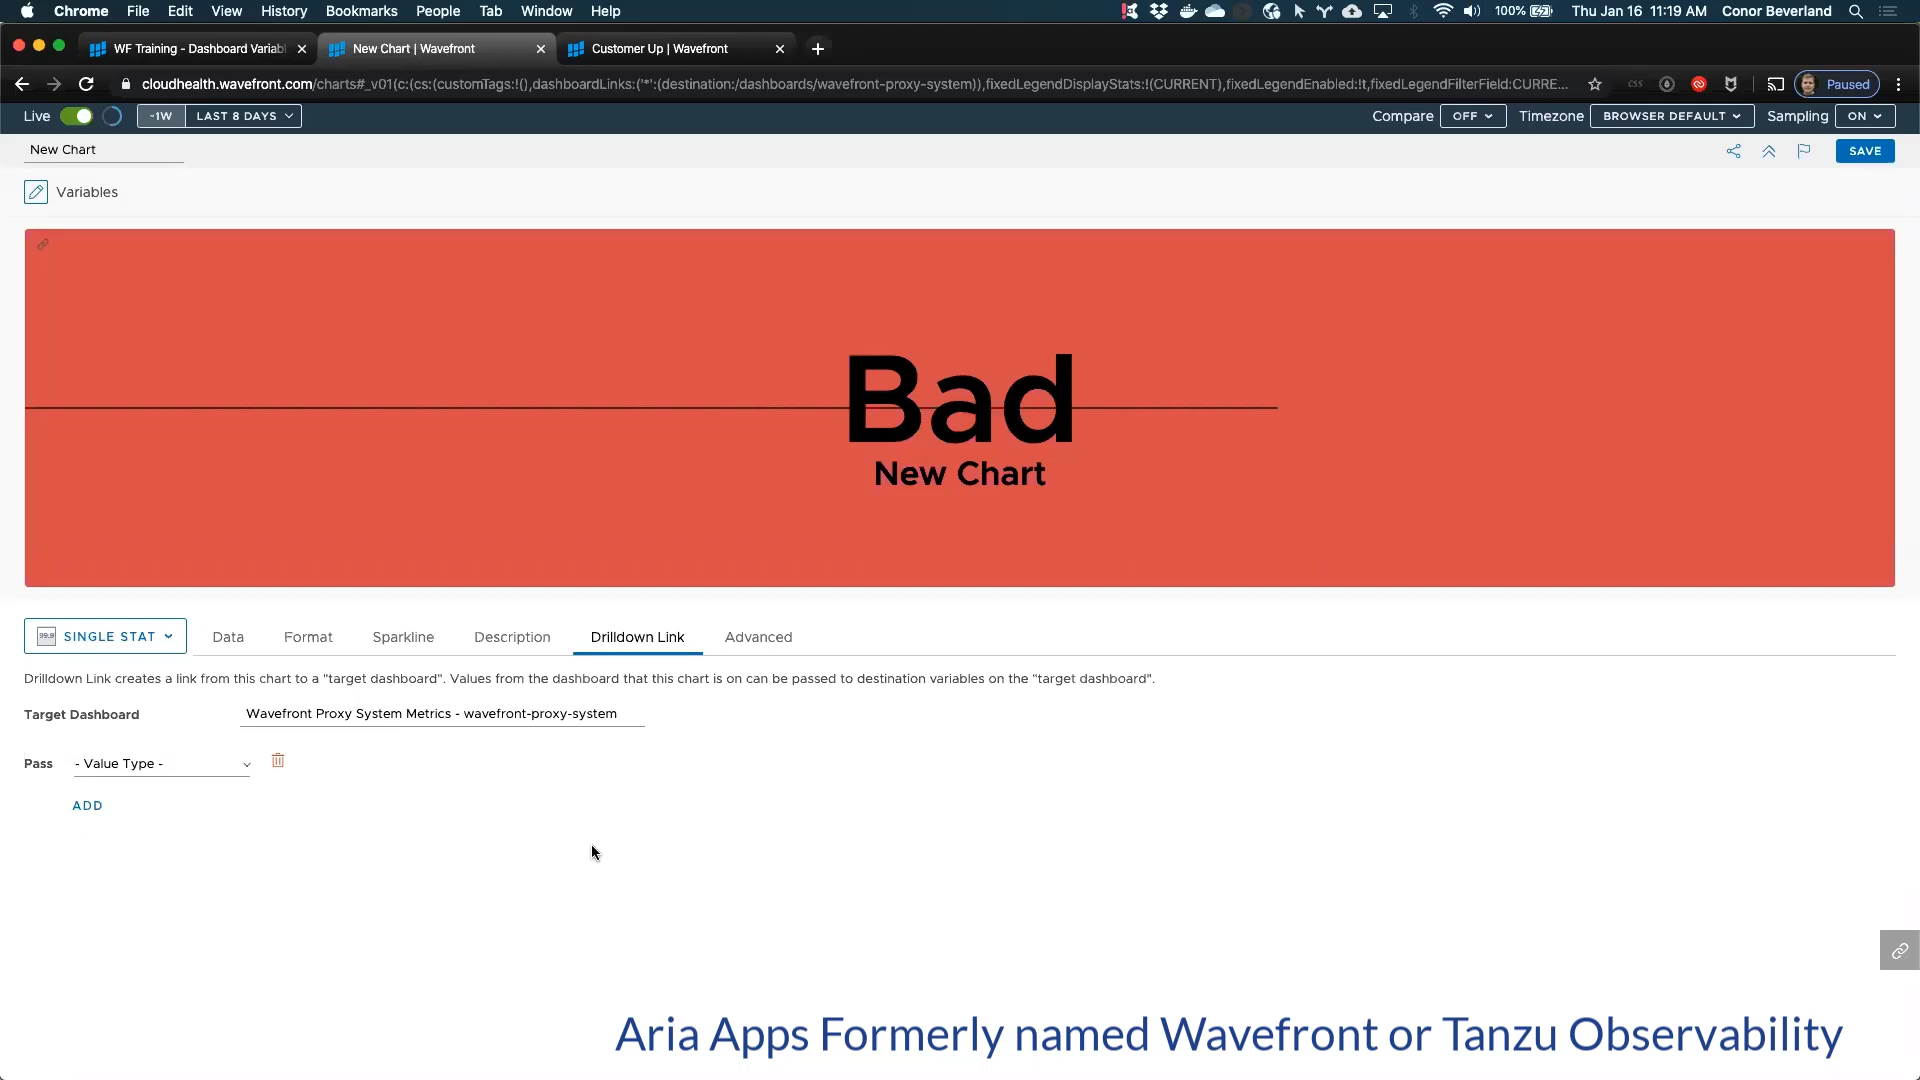 Chrome File Edit View History Bookmarks People Tab Window Help 100% Thu Jan 16 11:19 AM Conor Beverland
WF Training - Dashboard Variabl New Chart | Wavefront Customer Up | Wavefront
cloudhealth.wavefront.com/charts#_v01(c:(cs:(customTags:!(),dashboardLinks:('*':(destination:/dashboards/wavefront-proxy-system)),fixedLegendDisplayStats:!(CURRENT),fixedLegendEnabled:!t,fixedLegendFilterField:CURRE... css Paused
Live -1W LAST 8 DAYS Compare OFF Timezone BROWSER DEFAULT Sampling ON
New Chart SAVE
Variables
Bad
New Chart
99.9 SINGLE STAT Data Format Sparkline Description Drilldown Link Advanced
Drilldown Link creates a link from this chart to a "target dashboard". Values from the dashboard that this chart is on can be passed to destination variables on the "target dashboard".
Target Dashboard Wavefront Proxy System Metrics - wavefront-proxy-system
Pass - Value Type -
ADD
Aria Apps Formerly named Wavefront or Tanzu Observability